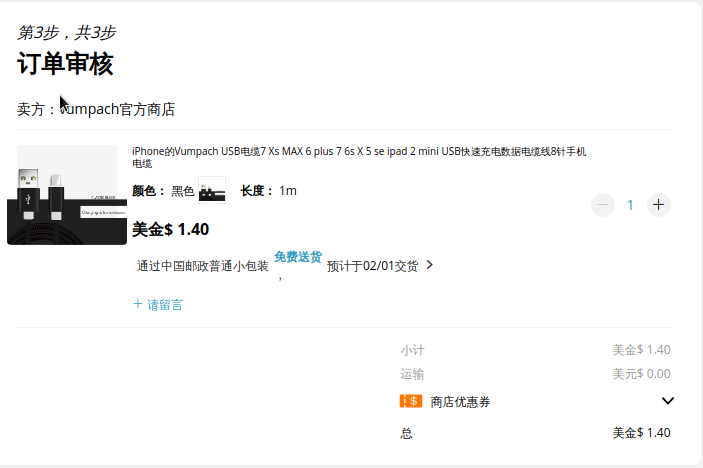 第3步，共3步
订单审核
卖方：Vumpach官方商店
iPhone的Vumpach USB电缆7 Xs MAX 6 plus 7 6s X 5 se ipad 2 mini USB快速充电数据电缆线8针手机
电缆
颜色： 黑色 长度： 1m
Charging & transmission
美金$ 1.40
1
通过中国邮政普通小包装 免费送货， 预计于02/01交货
+ 请留言
小计 美金$ 1.40
运输 美元$ 0.00
$ 商店优惠券
总 美金$ 1.40